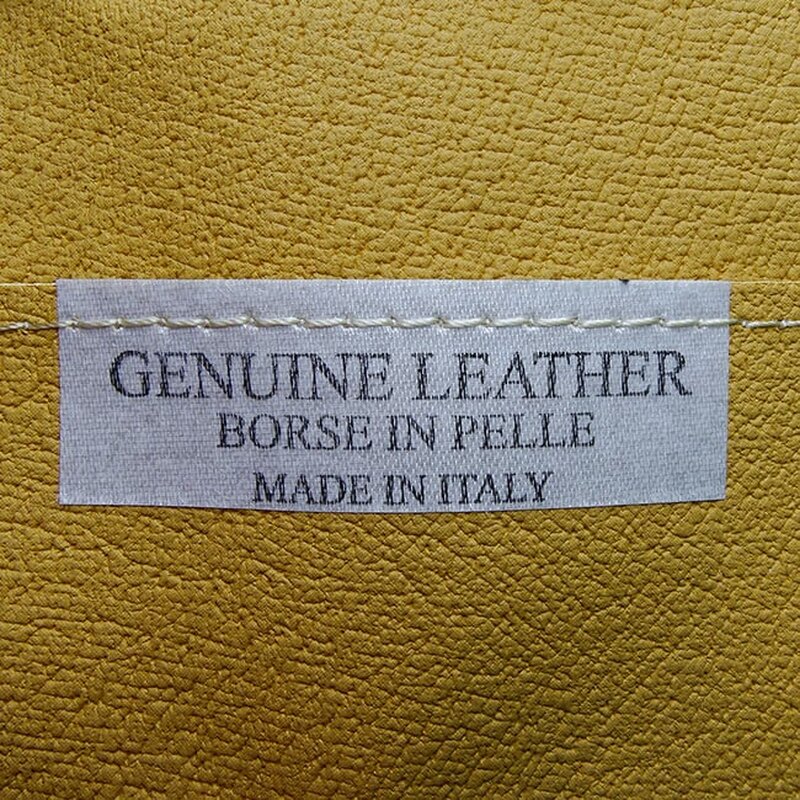 GENUINE LEATHER
BORSE IN PELLE
MADE IN ITALY